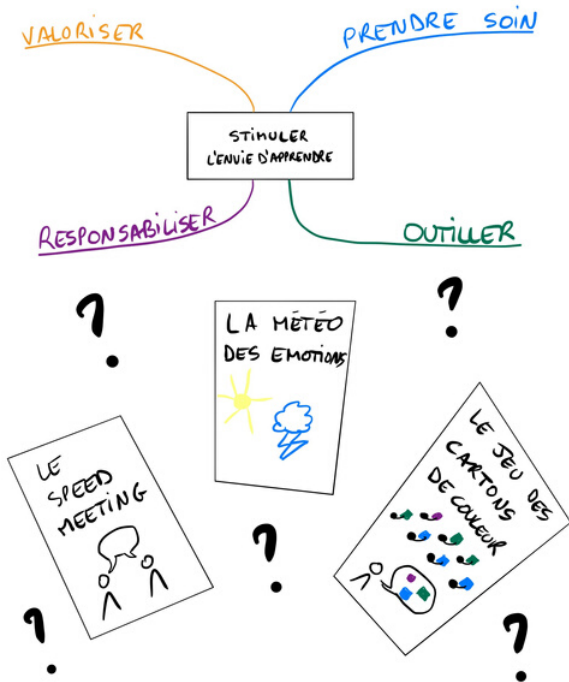 VALORISER
PRENDRE SOIN
STIMULER
L'ENVIE D'APPRENDRE
RESPONSABILISER
OUTILLER
?
?
LA MÉTÉO
DES EMOTIONS
LE
SPEED
MEETING
LE JEU DES
CARTONS
DE COULEUR
?
?
?